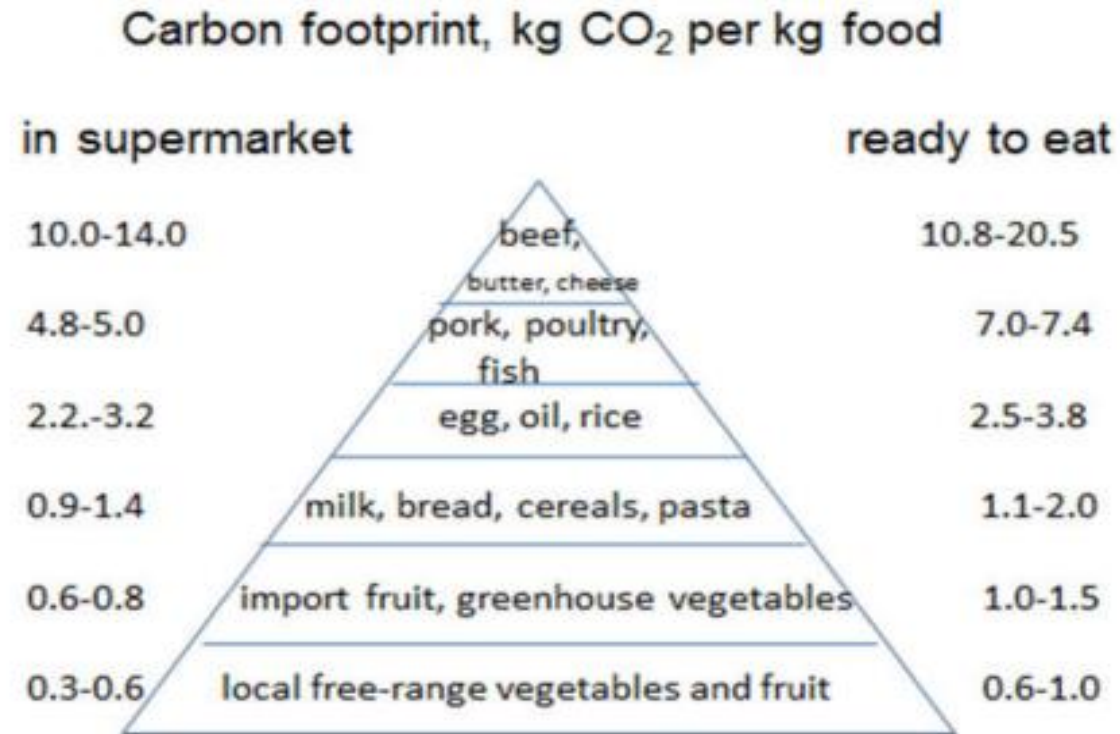 Carbon footprint, kg CO₂ per kg food
in supermarket ready to eat
10.0-14.0 beef, 10.8-20.5
butter, cheese
4.8-5.0 pork, poultry, 7.0-7.4
fish
2.2.-3.2 egg, oil, rice 2.5-3.8
0.9-1.4 milk, bread, cereals, pasta 1.1-2.0
0.6-0.8 import fruit, greenhouse vegetables 1.0-1.5
0.3-0.6 local free-range vegetables and fruit 0.6-1.0